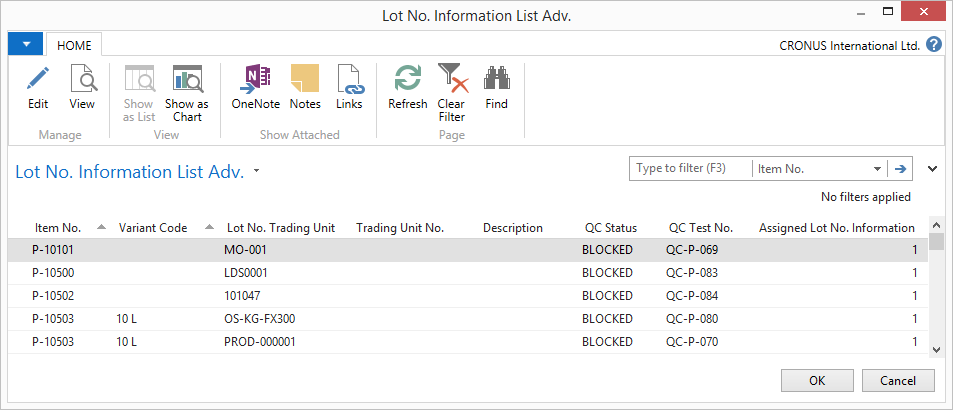 Lot No. Information List Adv.
HOME
CRONUS International Ltd.
Edit
View
Show as List
Show as Chart
OneNote
Notes
Links
Refresh
Clear Filter
Find
Manage
View
Show Attached
Page
Lot No. Information List Adv.
Type to filter (F3)
Item No.
No filters applied
Item No. Variant Code Lot No. Trading Unit Trading Unit No. Description QC Status QC Test No. Assigned Lot No. Information
P-10101 MO-001 BLOCKED QC-P-069 1
P-10500 LDS0001 BLOCKED QC-P-083 1
P-10502 101047 BLOCKED QC-P-084 1
P-10503 10 L OS-KG-FX300 BLOCKED QC-P-080 1
P-10503 10 L PROD-000001 BLOCKED QC-P-070 1
OK
Cancel